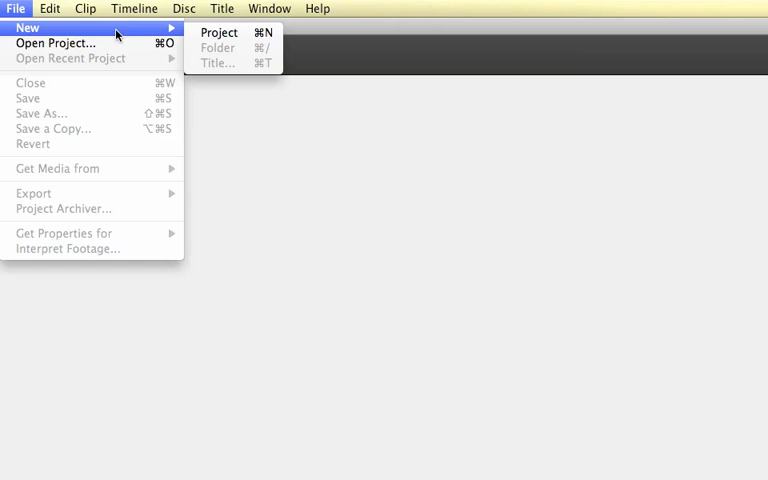 File Edit Clip Timeline Disc Title Window Help
New
Project ⌘N
Folder ⌘/
Title... ⌘T
Open Project... ⌘O
Open Recent Project
Close ⌘W
Save ⌘S
Save As... ⇧⌘S
Save a Copy... ⌥⌘S
Revert
Get Media from
Export
Project Archiver...
Get Properties for
Interpret Footage...